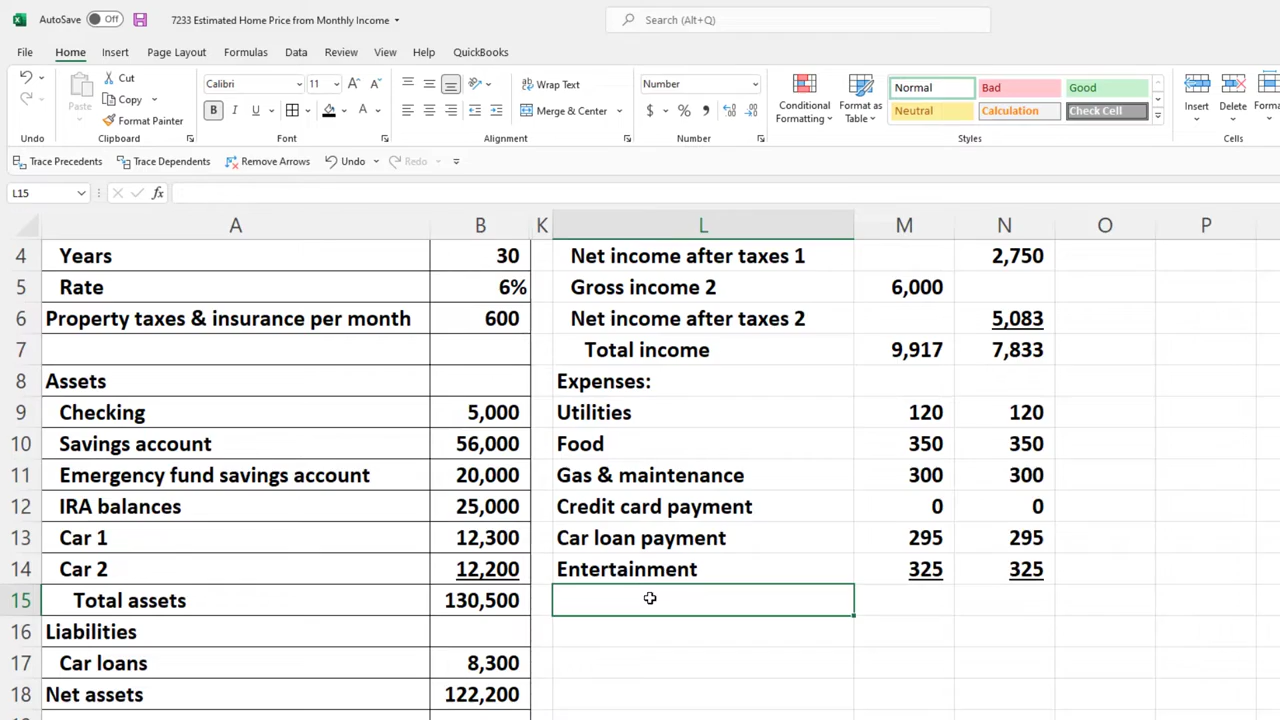 AutoSave Off 7233 Estimated Home Price from Monthly Income Search (Alt+Q)
File Home Insert Page Layout Formulas Data Review View Help QuickBooks
Paste
Cut
Copy
Format Painter
Calibri 11
B I U A
Wrap Text
Merge & Center
Number
$ %
Conditional Formatting
Format as Table
Normal Bad Good
Neutral Calculation Check Cell
Insert Delete Forma
Undo Clipboard Font Alignment Number Styles Cells
Trace Precedents Trace Dependents Remove Arrows Undo Redo
L15 fx
A B K L M N O P
4 Years 30 Net income after taxes 1 2,750
5 Rate 6% Gross income 2 6,000
6 Property taxes & insurance per month 600 Net income after taxes 2 5,083
7 Total income 9,917 7,833
8 Assets Expenses:
9 Checking 5,000 Utilities 120 120
10 Savings account 56,000 Food 350 350
11 Emergency fund savings account 20,000 Gas & maintenance 300 300
12 IRA balances 25,000 Credit card payment 0 0
13 Car 1 12,300 Car loan payment 295 295
14 Car 2 12,200 Entertainment 325 325
15 Total assets 130,500
16 Liabilities
17 Car loans 8,300
18 Net assets 122,200